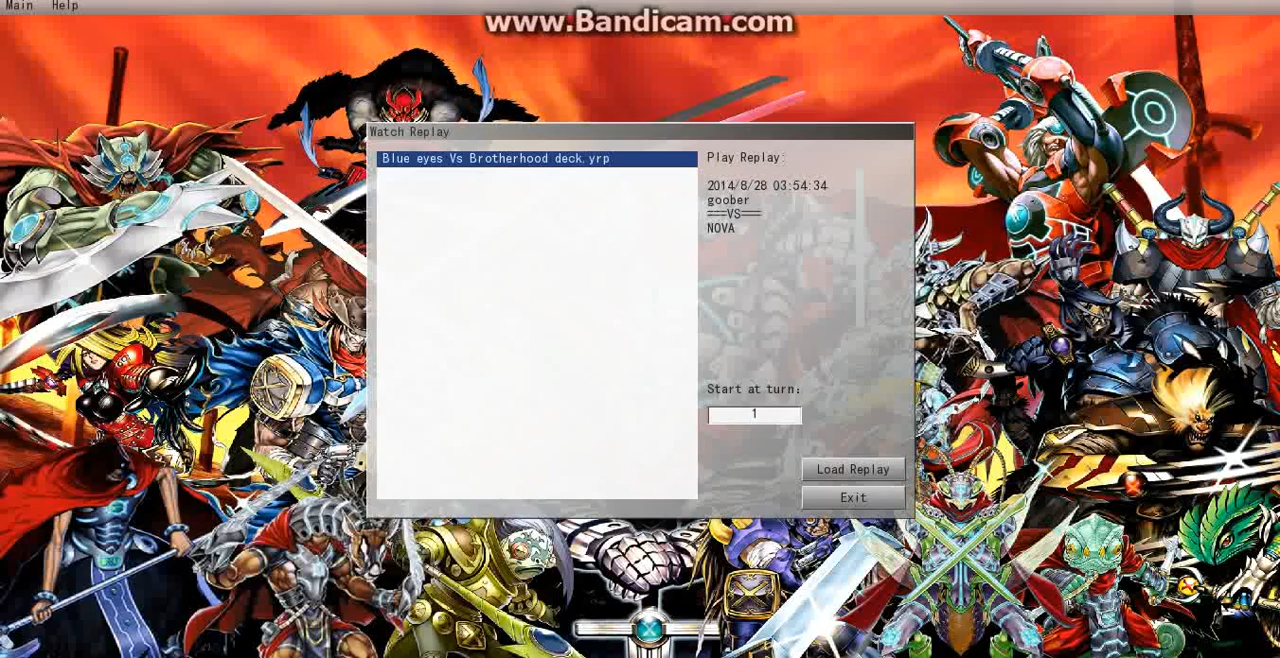 Main Help
www.Bandicam.com
Watch Replay
Blue eyes Vs Brotherhood deck.yrp
Play Replay:
2014/8/28 03:54:34
goober
===VS===
NOVA
Start at turn:
1
Load Replay
Exit